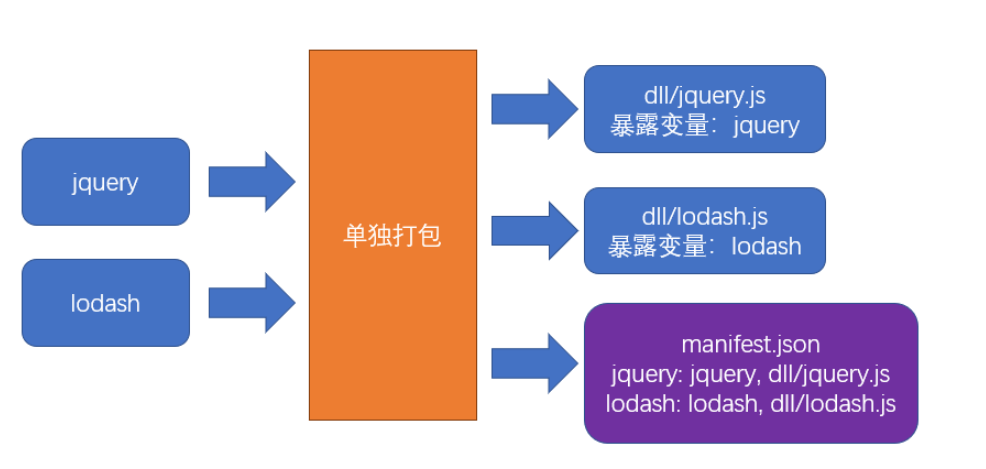 jquery
lodash
单独打包
dll/jquery.js
暴露变量：jquery
dll/lodash.js
暴露变量：lodash
manifest.json
jquery: jquery, dll/jquery.js
lodash: lodash, dll/lodash.js